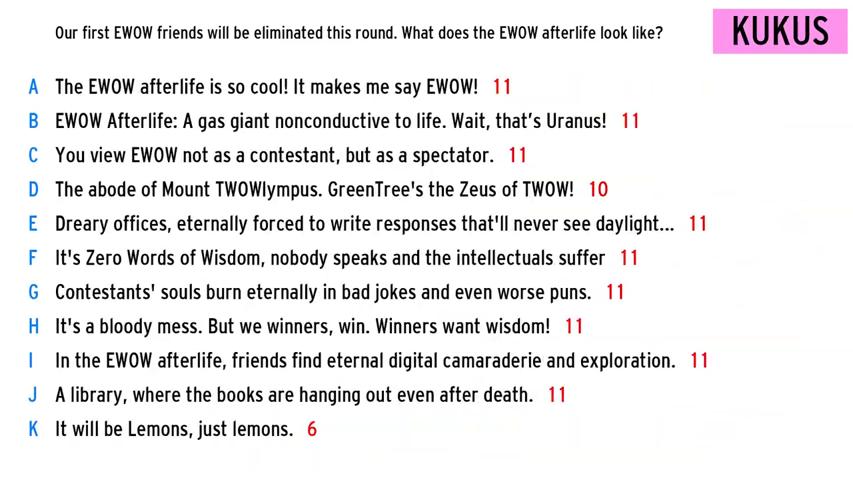 Our first EWOW friends will be eliminated this round. What does the EWOW afterlife look like?
KUKUS
A The EWOW afterlife is so cool! It makes me say EWOW! 11
B EWOW Afterlife: A gas giant nonconductive to life. Wait, that's Uranus! 11
C You view EWOW not as a contestant, but as a spectator. 11
D The abode of Mount TWOWlympus. GreenTree's the Zeus of TWOW! 10
E Dreary offices, eternally forced to write responses that'll never see daylight... 11
F It's Zero Words of Wisdom, nobody speaks and the intellectuals suffer 11
G Contestants' souls burn eternally in bad jokes and even worse puns. 11
H It's a bloody mess. But we winners, win. Winners want wisdom! 11
I In the EWOW afterlife, friends find eternal digital camaraderie and exploration. 11
J A library, where the books are hanging out even after death. 11
K It will be Lemons, just lemons. 6